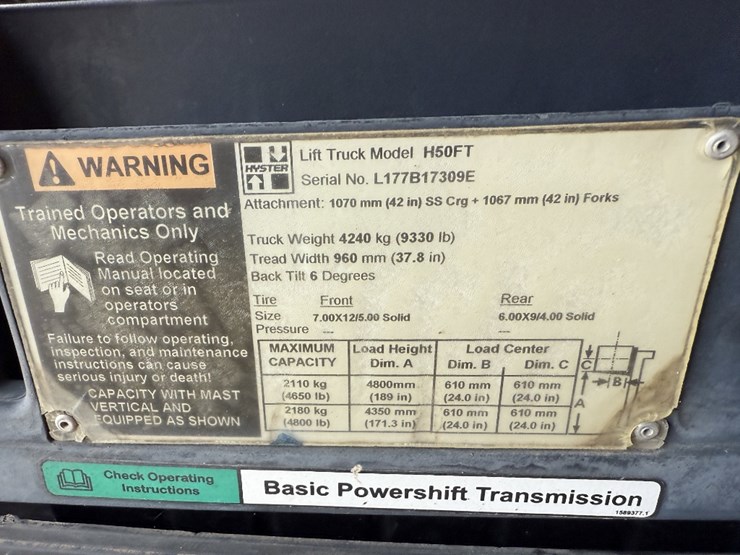 WARNING
Trained Operators and
Mechanics Only
Read Operating
Manual located
on seat or in
operators
compartment
Failure to follow operating,
inspection, and maintenance
instructions can cause
serious injury or death!
CAPACITY WITH MAST
VERTICAL AND
EQUIPPED AS SHOWN
HYSTER
Lift Truck Model H50FT
Serial No. L177B17309E
Attachment: 1070 mm (42 in) SS Crg + 1067 mm (42 in) Forks
Truck Weight 4240 kg (9330 lb)
Tread Width 960 mm (37.8 in)
Back Tilt 6 Degrees
Tire Front Rear
Size 7.00X12/5.00 Solid 6.00X9/4.00 Solid
Pressure --- ---
MAXIMUM CAPACITY Load Height Dim. A Load Center Dim. B Dim. C
2110 kg 4800mm 610 mm 610 mm
(4650 lb) (189 in) (24.0 in) (24.0 in)
2180 kg 4350 mm 610 mm 610 mm
(4800 lb) (171.3 in) (24.0 in) (24.0 in)
C
B
A
Check Operating
Instructions
Basic Powershift Transmission
1589377.1